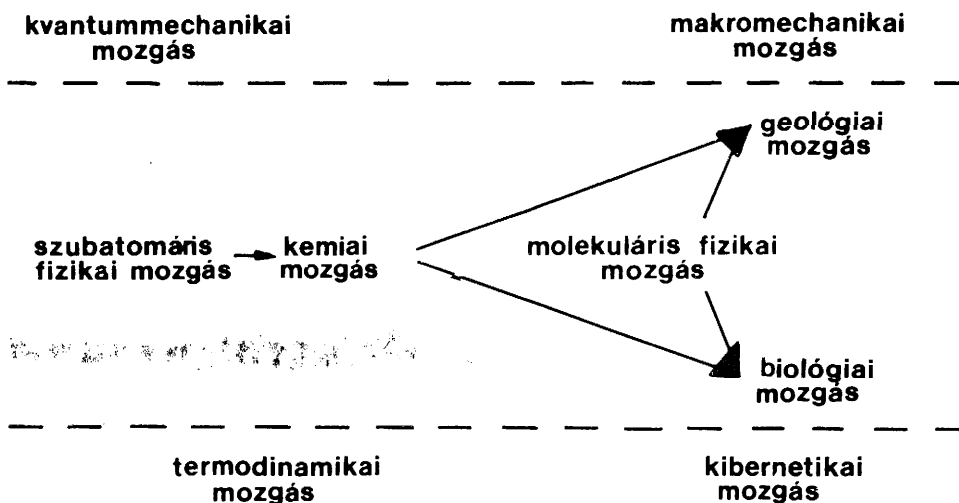 kvantummechanikai
mozgás
makromechanikai
mozgás
geológiai
mozgás
szubatomáris
fizikai mozgás
kemiai
mozgás
molekuláris fizikai
mozgás
biológiai
mozgás
termodinamikai
mozgás
kibernetikai
mozgás